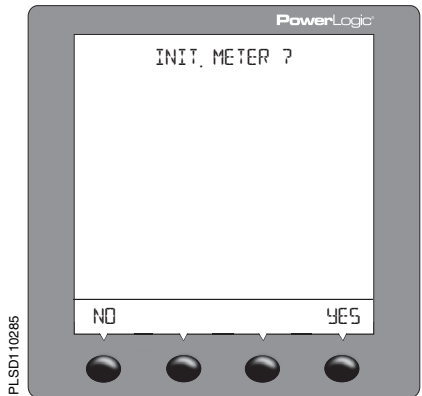 PowerLogic®
INIT. METER ?
NO YES
PLSD110285